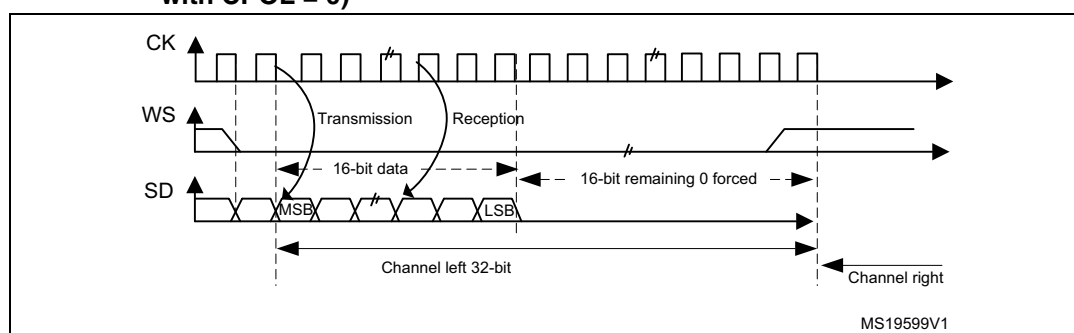 with CPOL = 0)
CK
WS
Transmission
Reception
16-bit data
16-bit remaining 0 forced
SD
MSB
LSB
Channel left 32-bit
Channel right
MS19599V1